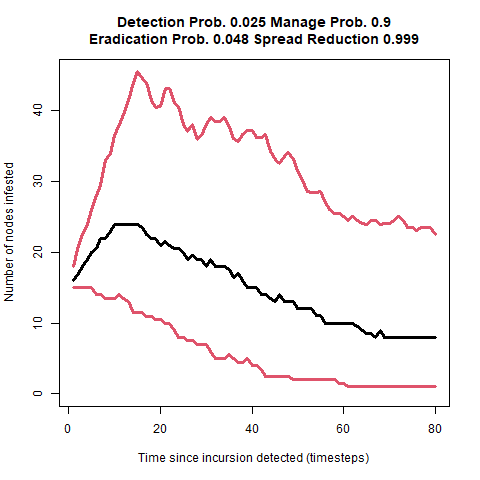 Detection Prob. 0.025 Manage Prob. 0.9
Eradication Prob. 0.048 Spread Reduction 0.999
Number of nodes infested
40
30
20
10
0
0 20 40 60 80
Time since incursion detected (timesteps)